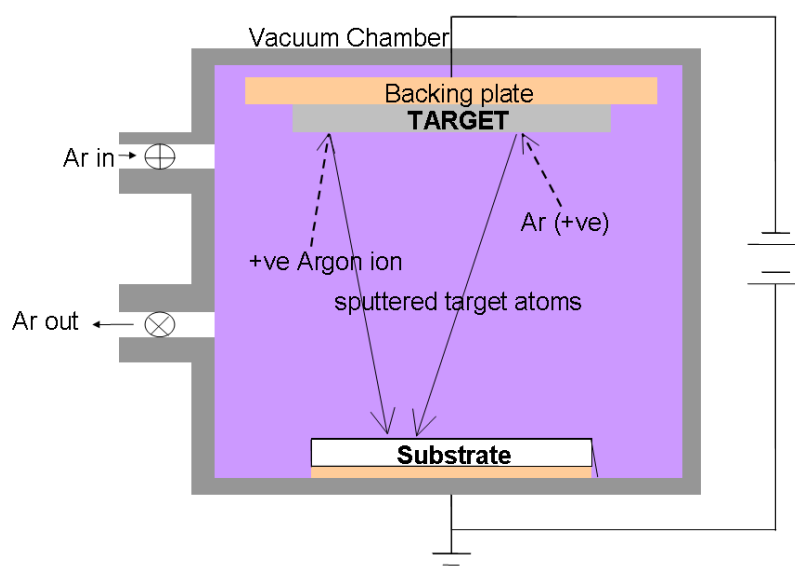 Vacuum Chamber
Backing plate
TARGET
Ar in
Ar (+ve)
+ve Argon ion
sputtered target atoms
Ar out
Substrate